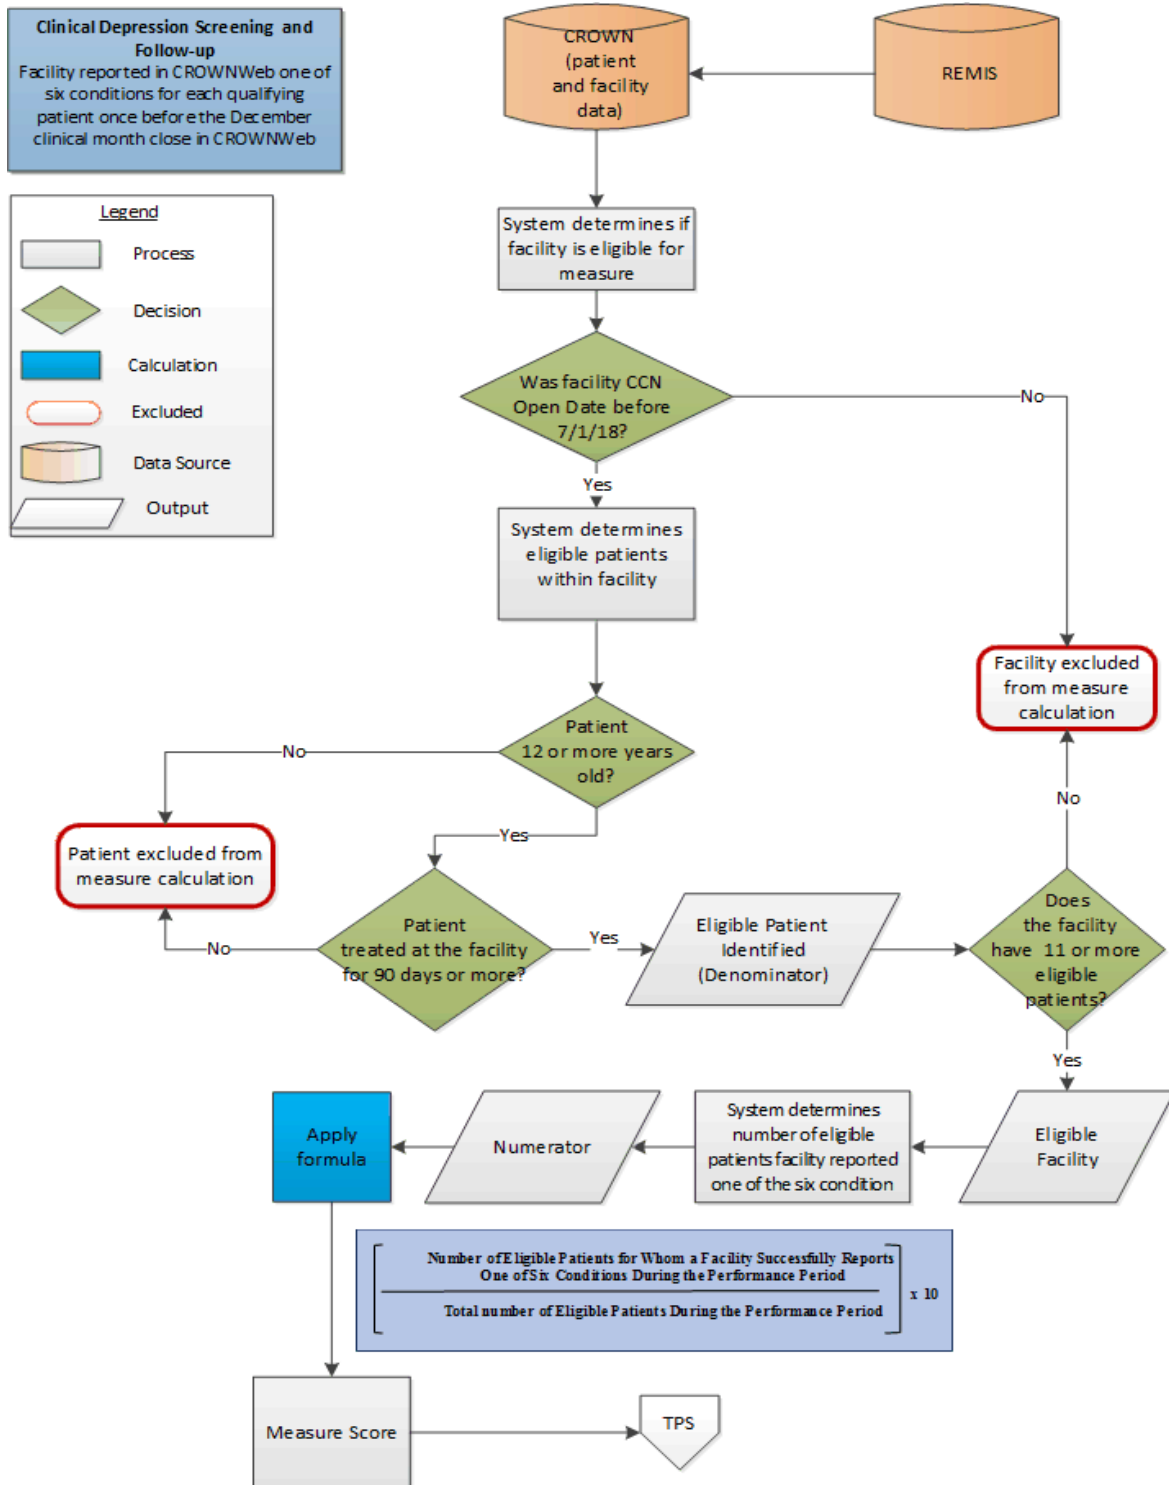 Clinical Depression Screening and
Follow-up
Facility reported in CROWNWeb one of
six conditions for each qualifying
patient once before the December
clinical month close in CROWNWeb
CROWN
(patient
and facility
data)
REMIS
Legend
Process
Decision
Calculation
Excluded
Data Source
Output
System determines if
facility is eligible for
measure
Was facility CCN
Open Date before
7/1/18?
No
Yes
System determines
eligible patients
within facility
Facility excluded
from measure
calculation
Patient
12 or more years
old?
No
Yes
No
Patient excluded from
measure calculation
Patient
treated at the facility
for 90 days or more?
No
Yes
Eligible Patient
Identified
(Denominator)
Does
the facility
have 11 or more
eligible
patients?
Yes
Apply
formula
Numerator
System determines
number of eligible
patients facility reported
one of the six condition
Eligible
Facility
Number of Eligible Patients for Whom a Facility Successfully Reports
One of Six Conditions During the Performance Period
Total number of Eligible Patients During the Performance Period
x 10
Measure Score
TPS